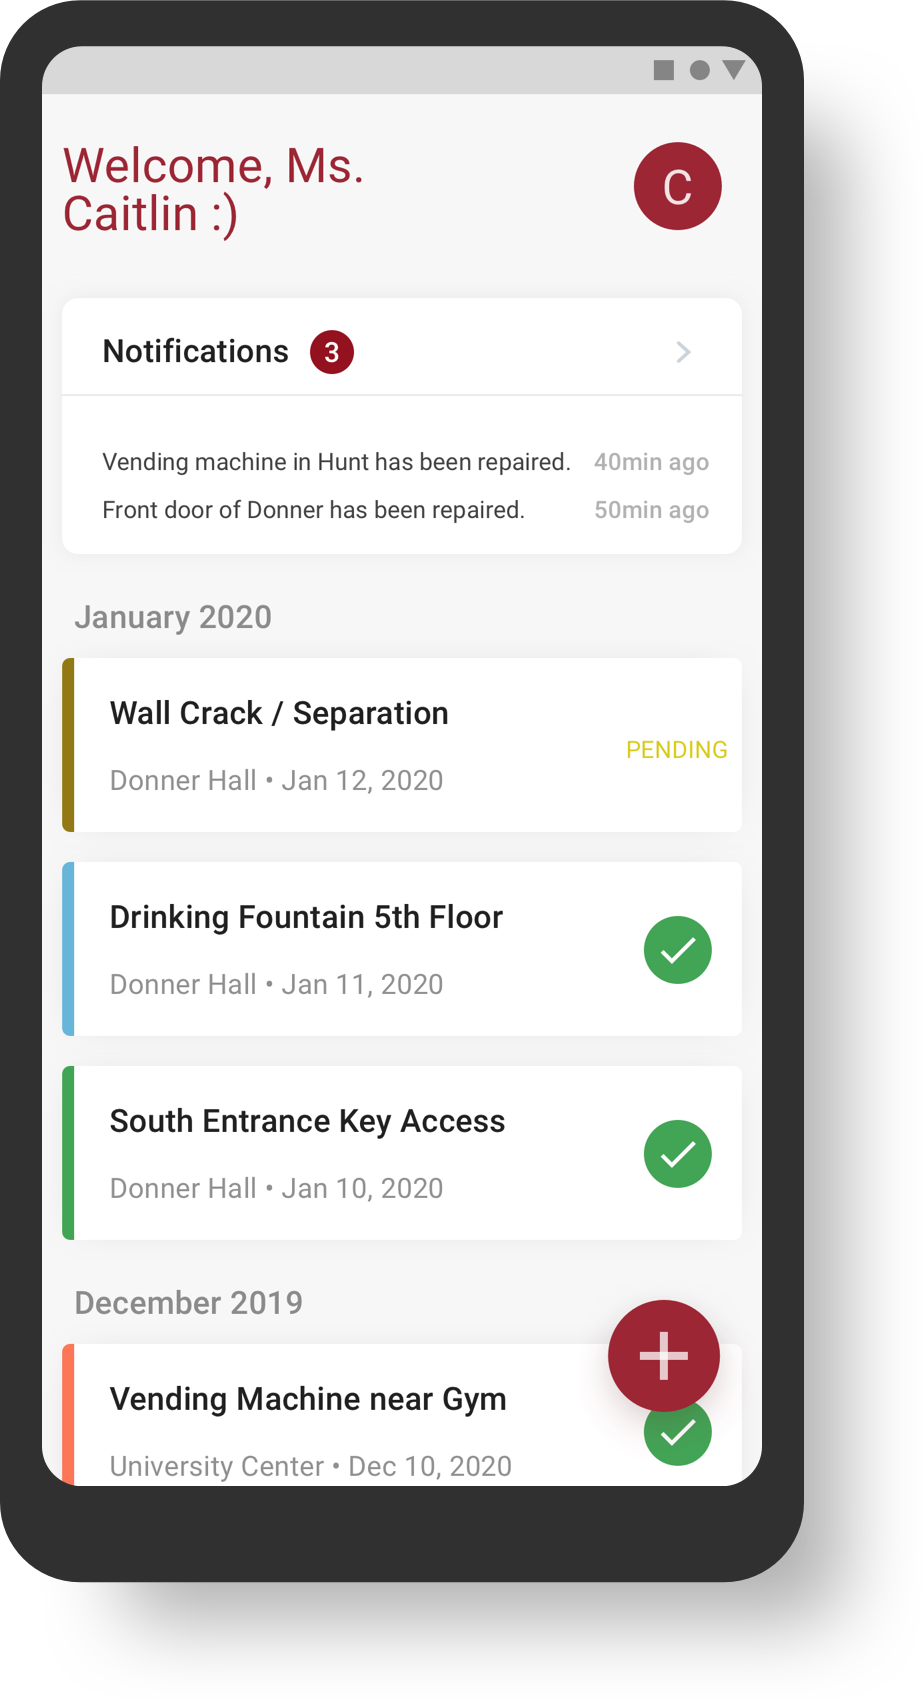 Welcome, Ms.
Caitlin :)
C
Notifications 3
Vending machine in Hunt has been repaired. 40min ago
Front door of Donner has been repaired. 50min ago
January 2020
Wall Crack / Separation
PENDING
Donner Hall • Jan 12, 2020
Drinking Fountain 5th Floor
Donner Hall • Jan 11, 2020
South Entrance Key Access
Donner Hall • Jan 10, 2020
December 2019
Vending Machine near Gym
University Center • Dec 10, 2020